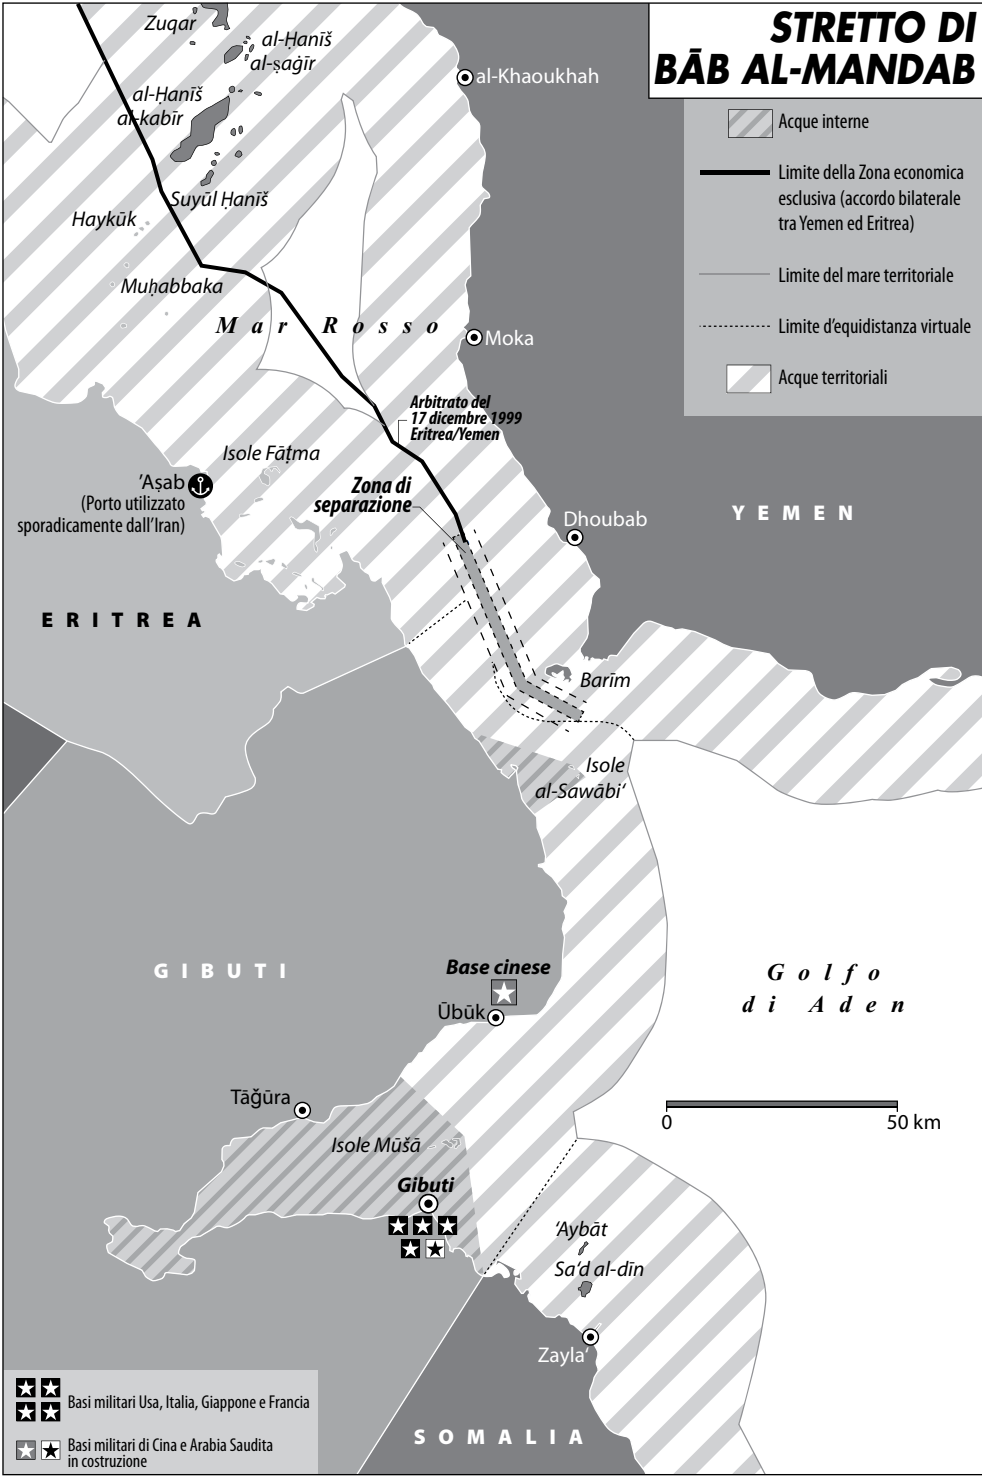 STRETTO DI
BĀB AL-MANDAB
Acque interne
Limite della Zona economica
esclusiva (accordo bilaterale
tra Yemen ed Eritrea)
Limite del mare territoriale
Limite d'equidistanza virtuale
Acque territoriali
Zuqar
al-Ḥanīš
al-ṣaġīr
al-Khaoukhah
al-Ḥanīš
al-kabīr
Suyūl Ḥanīš
Haykūk
Muḥabbaka
Mar Rosso
Moka
Arbitrato del
17 dicembre 1999
Eritrea/Yemen
Isole Fāṭma
'Aṣab
(Porto utilizzato
sporadicamente dall'Iran)
Zona di
separazione
Dhoubab
YEMEN
ERITREA
Barīm
Isole
al-Sawābi'
GIBUTI
Base cinese
Ūbūk
Golfo
di Aden
Tāǧūra
0 50 km
Isole Mūšā
Gibuti
'Aybāt
Sa'd al-dīn
Zayla'
SOMALIA
Basi militari Usa, Italia, Giappone e Francia
Basi militari di Cina e Arabia Saudita
in costruzione